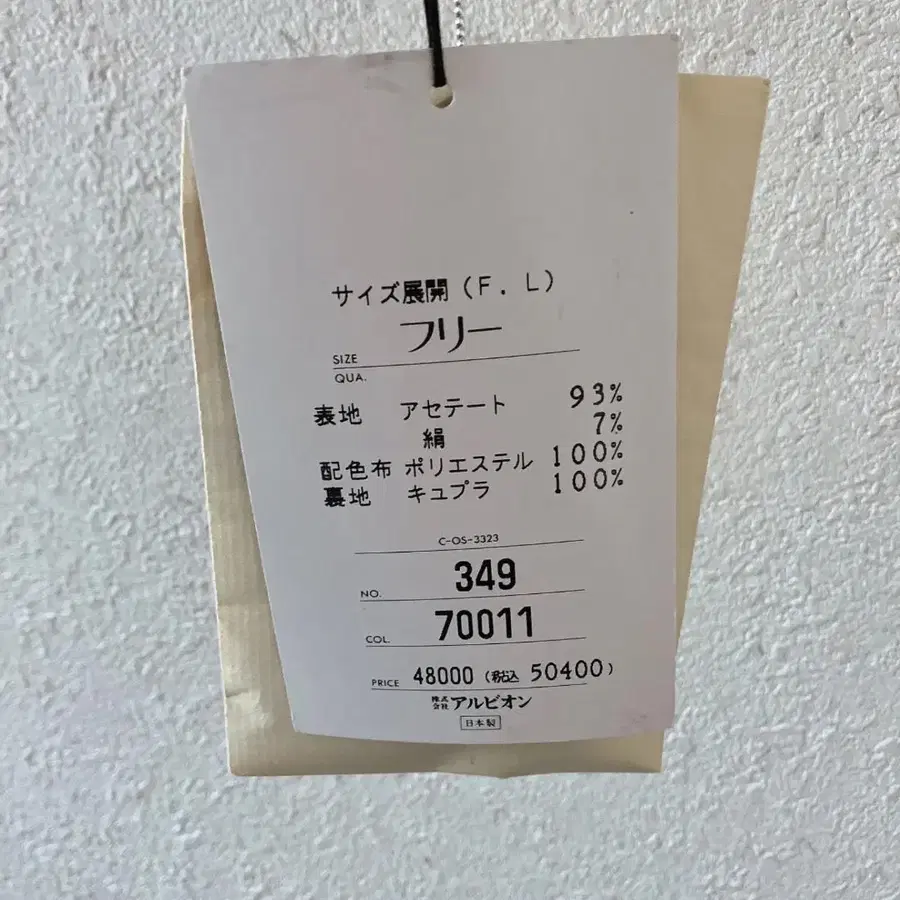 サイズ展開(F. L)
SIZE フリー
QUA.
表地 アセテート 93%
絹 7%
配色布 ポリエステル 100%
裏地 キュプラ 100%
C-OS-3323
NO. 349
COL. 70011
PRICE 48000 (税込 50400)
株式会社 アルビオン
日本製